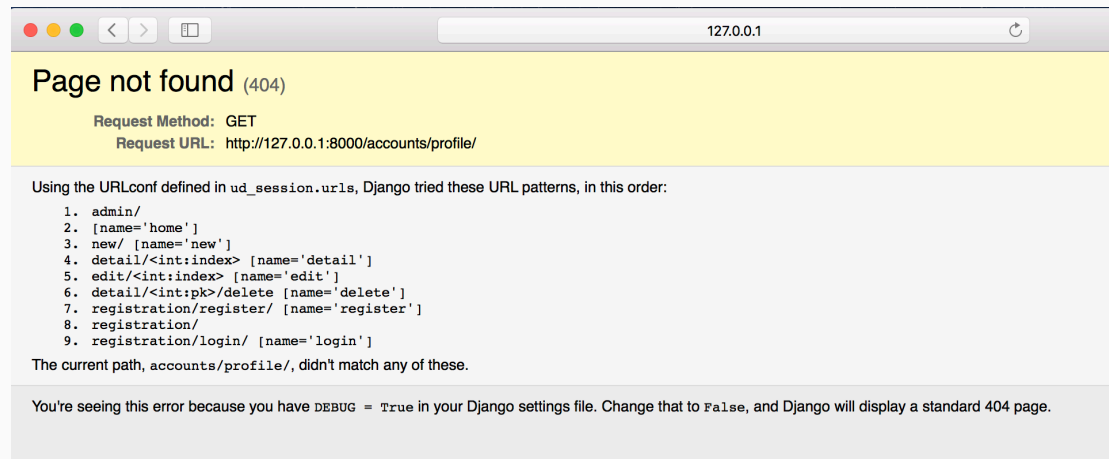 127.0.0.1
Page not found (404)
Request Method: GET
Request URL: http://127.0.0.1:8000/accounts/profile/
Using the URLconf defined in ud_session.urls, Django tried these URL patterns, in this order:
1. admin/
2. [name='home']
3. new/ [name='new']
4. detail/<int:index> [name='detail']
5. edit/<int:index> [name='edit']
6. detail/<int:pk>/delete [name='delete']
7. registration/register/ [name='register']
8. registration/
9. registration/login/ [name='login']
The current path, accounts/profile/, didn't match any of these.
You're seeing this error because you have DEBUG = True in your Django settings file. Change that to False, and Django will display a standard 404 page.